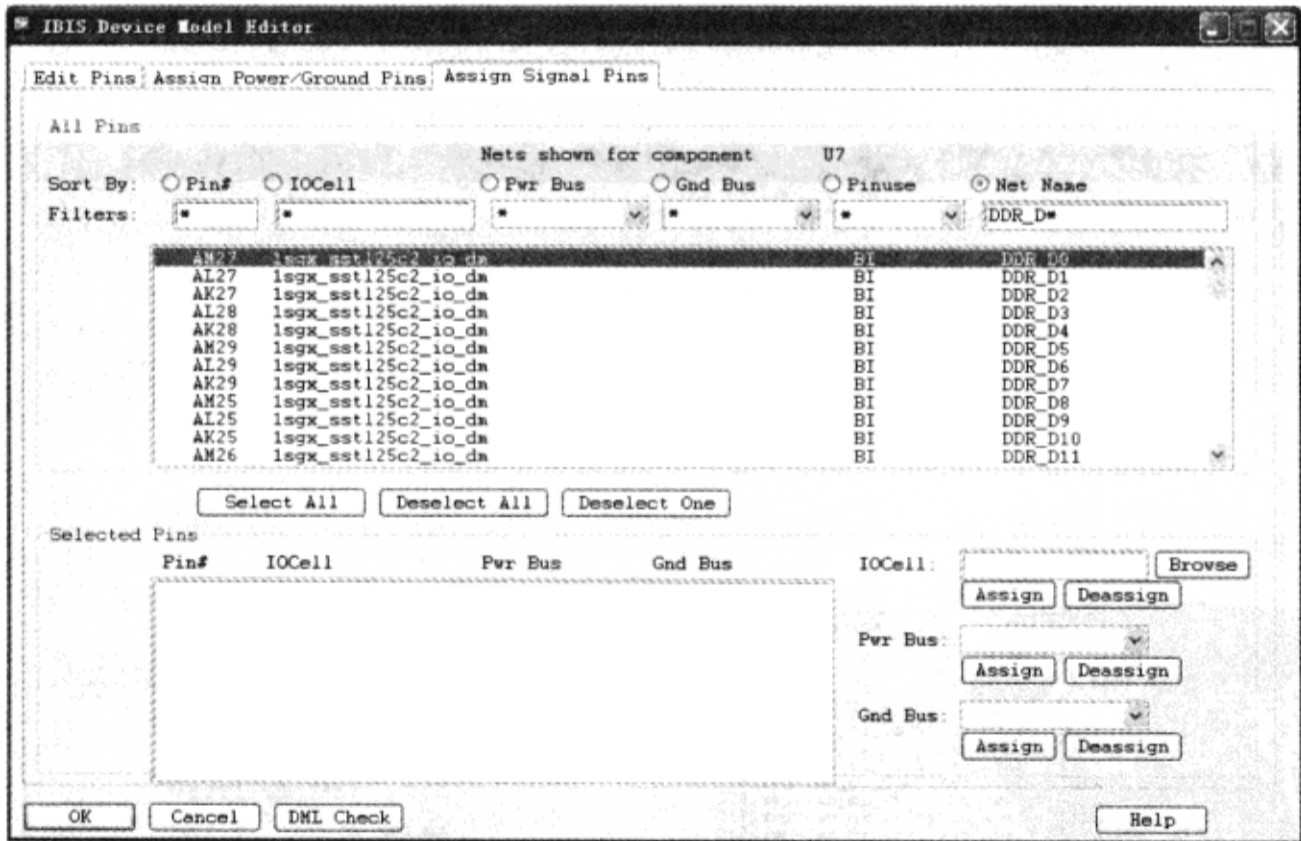 IBIS Device Model Editor
Edit Pins Assign Power/Ground Pins Assign Signal Pins
All Pins
Nets shown for component U7
Sort By: Pin# IOCell Pwr Bus Gnd Bus Pinuse Net Name
Filters: * * * * * DDR_D*
AM27 1sgx_sstl25c2_io_dm BI DDR_D0
AL27 1sgx_sstl25c2_io_dm BI DDR_D1
AK27 1sgx_sstl25c2_io_dm BI DDR_D2
AL28 1sgx_sstl25c2_io_dm BI DDR_D3
AK28 1sgx_sstl25c2_io_dm BI DDR_D4
AM29 1sgx_sstl25c2_io_dm BI DDR_D5
AL29 1sgx_sstl25c2_io_dm BI DDR_D6
AK29 1sgx_sstl25c2_io_dm BI DDR_D7
AM25 1sgx_sstl25c2_io_dm BI DDR_D8
AL25 1sgx_sstl25c2_io_dm BI DDR_D9
AK25 1sgx_sstl25c2_io_dm BI DDR_D10
AM26 1sgx_sstl25c2_io_dm BI DDR_D11
Select All Deselect All Deselect One
Selected Pins
Pin# IOCell Pwr Bus Gnd Bus
IOCell: Browse
Assign Deassign
Pwr Bus:
Assign Deassign
Gnd Bus:
Assign Deassign
OK Cancel DML Check Help